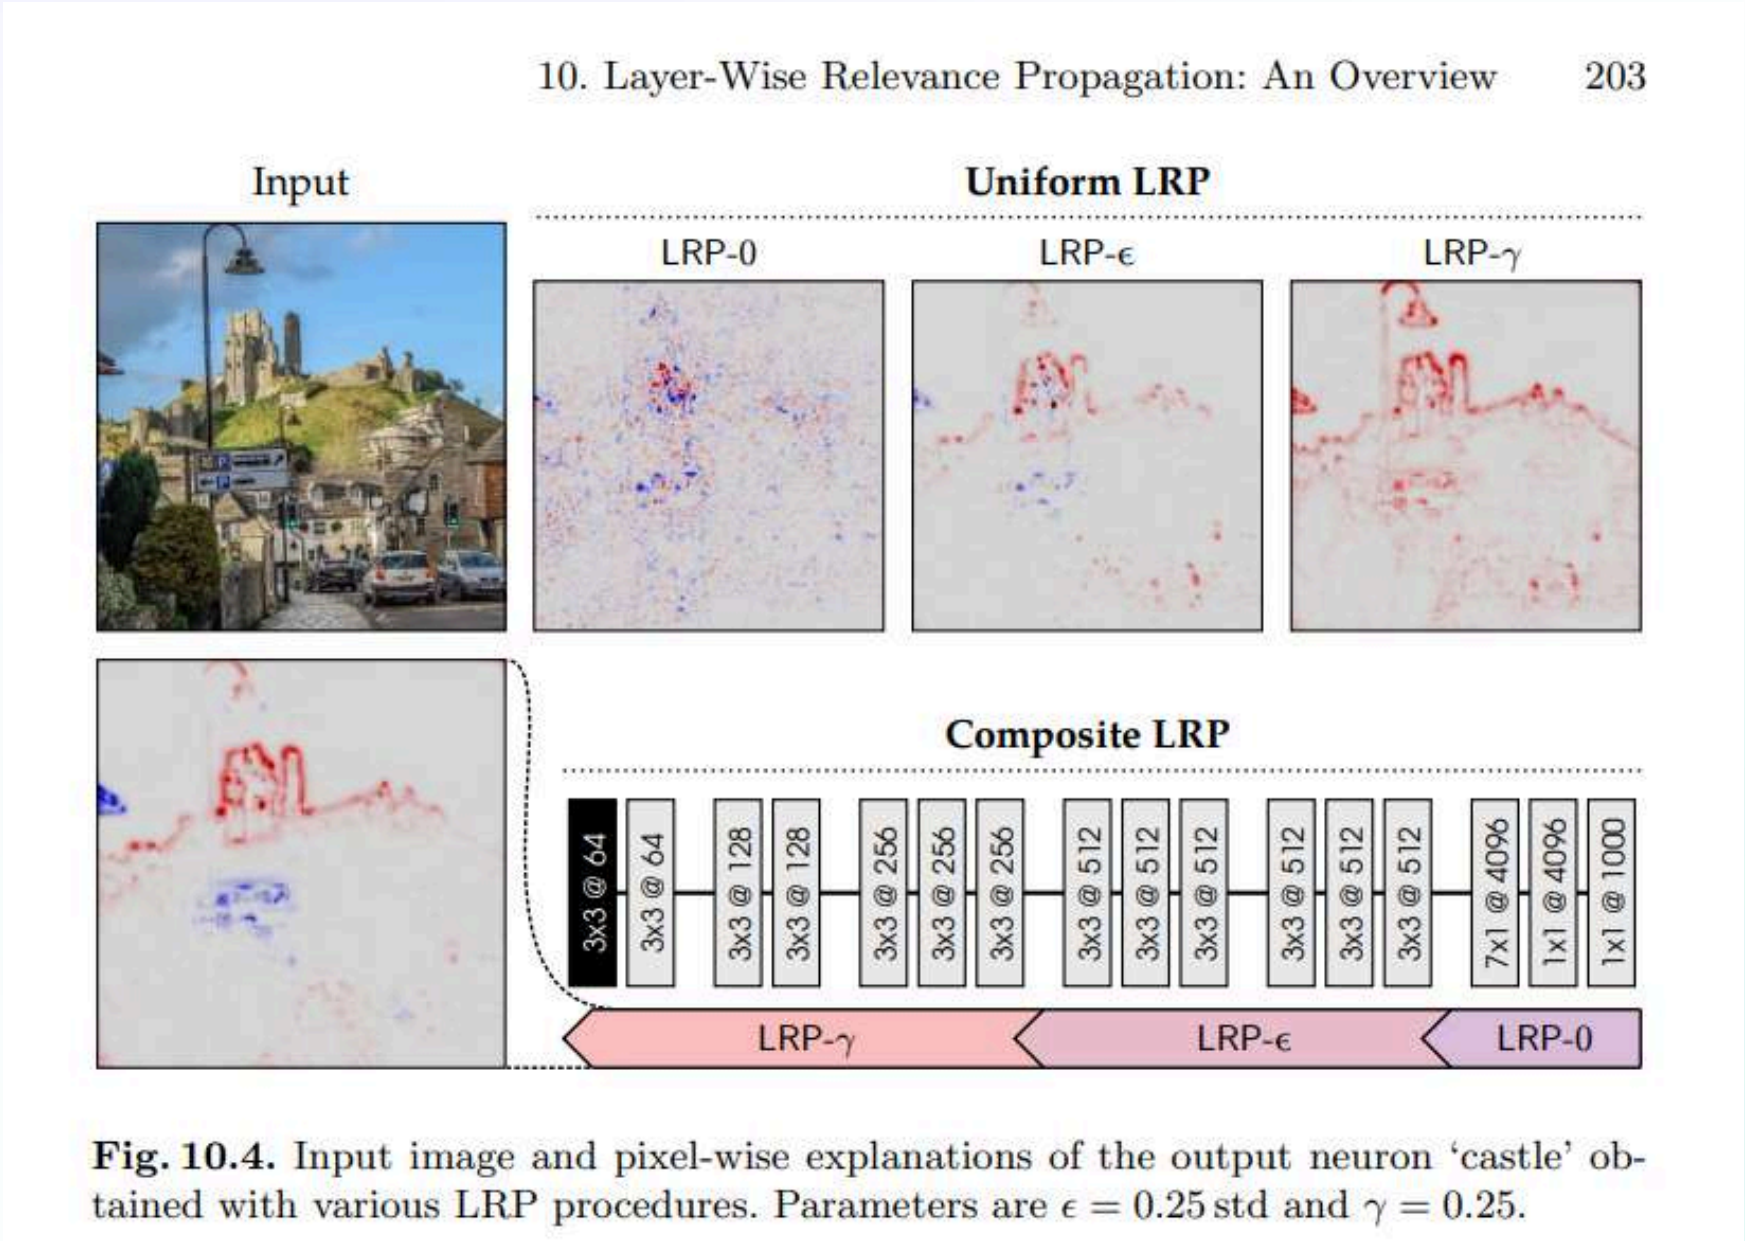 10. Layer-Wise Relevance Propagation: An Overview 203
Input
Uniform LRP
LRP-0
LRP-ϵ
LRP-γ
P
P
Composite LRP
3x3 @ 64
3x3 @ 64
3x3 @ 128
3x3 @ 128
3x3 @ 256
3x3 @ 256
3x3 @ 256
3x3 @ 512
3x3 @ 512
3x3 @ 512
3x3 @ 512
3x3 @ 512
3x3 @ 512
7x1 @ 4096
1x1 @ 4096
1x1 @ 1000
LRP-γ
LRP-ϵ
LRP-0
Fig. 10.4. Input image and pixel-wise explanations of the output neuron ‘castle’ ob-
tained with various LRP procedures. Parameters are ϵ = 0.25 std and γ = 0.25.